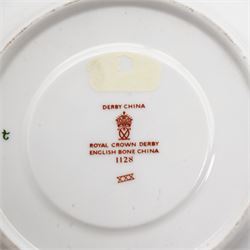 DERBY CHINA
ROYAL CROWN DERBY
ENGLISH BONE CHINA
1128
XXX